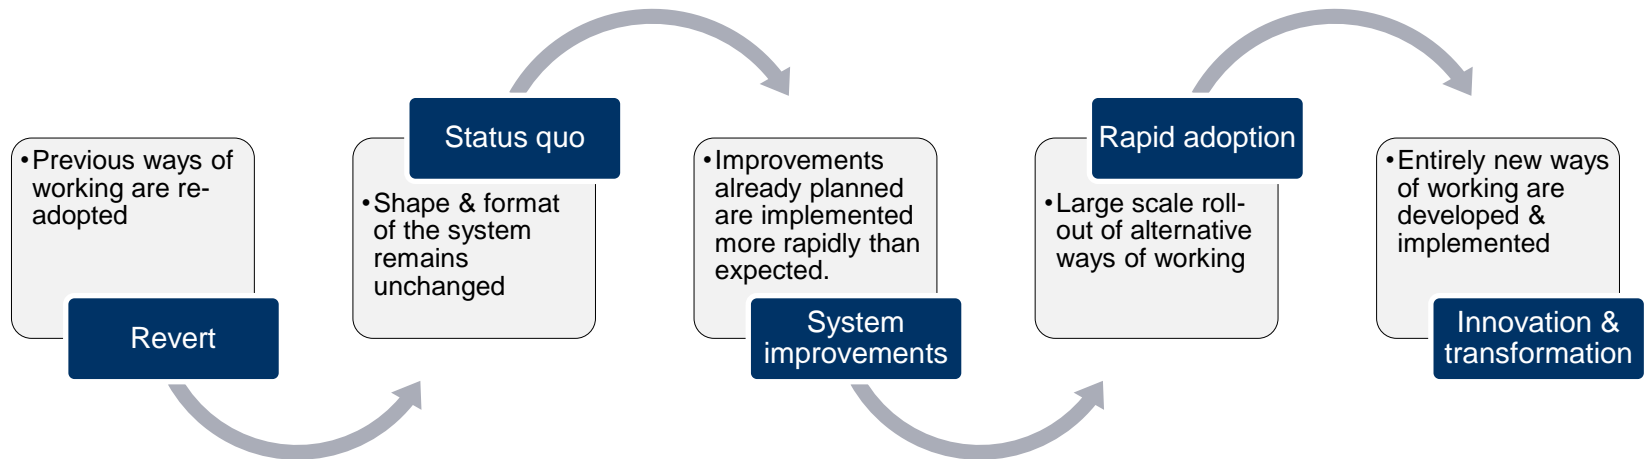 •Previous ways of
working are re-
adopted
Revert
Status quo
•Shape & format
of the system
remains
unchanged
•Improvements
already planned
are implemented
more rapidly than
expected.
System
improvements
Rapid adoption
•Large scale roll-
out of alternative
ways of working
•Entirely new ways
of working are
developed &
implemented
Innovation &
transformation